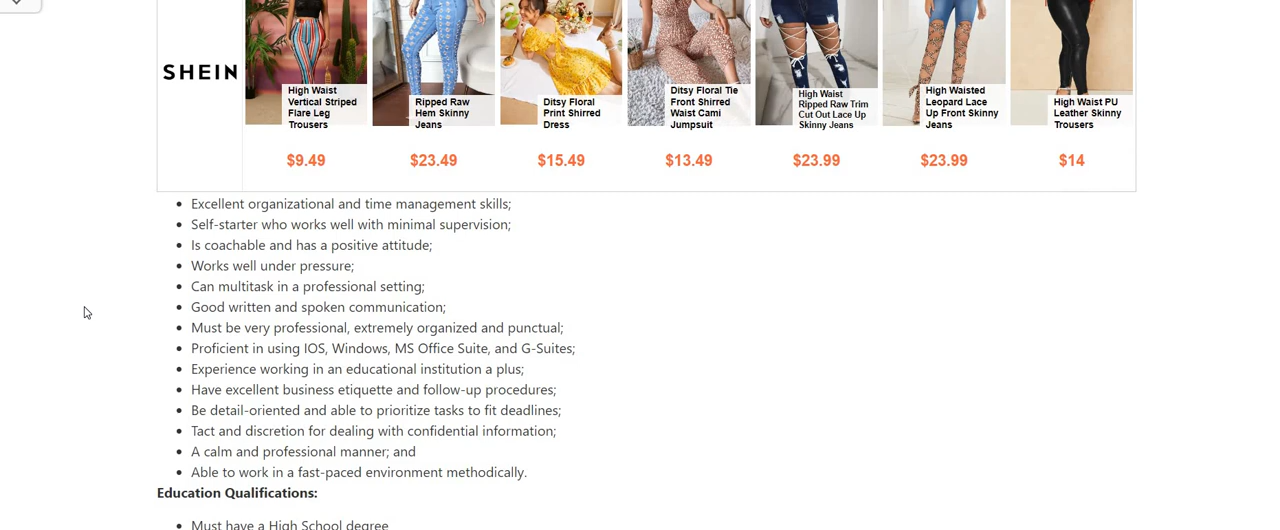 SHEIN
High Waist
Vertical Striped
Flare Leg
Trousers
Ripped Raw
Hem Skinny
Jeans
Ditsy Floral
Print Shirred
Dress
Ditsy Floral Tie
Front Shirred
Waist Cami
Jumpsuit
High Waist
Ripped Raw Trim
Cut Out Lace Up
Skinny Jeans
High Waisted
Leopard Lace
Up Front Skinny
Jeans
High Waist PU
Leather Skinny
Trousers
$9.49
$23.49
$15.49
$13.49
$23.99
$23.99
$14
• Excellent organizational and time management skills;
• Self-starter who works well with minimal supervision;
• Is coachable and has a positive attitude;
• Works well under pressure;
• Can multitask in a professional setting;
• Good written and spoken communication;
• Must be very professional, extremely organized and punctual;
• Proficient in using IOS, Windows, MS Office Suite, and G-Suites;
• Experience working in an educational institution a plus;
• Have excellent business etiquette and follow-up procedures;
• Be detail-oriented and able to prioritize tasks to fit deadlines;
• Tact and discretion for dealing with confidential information;
• A calm and professional manner; and
• Able to work in a fast-paced environment methodically.
Education Qualifications:
• Must have a High School degree